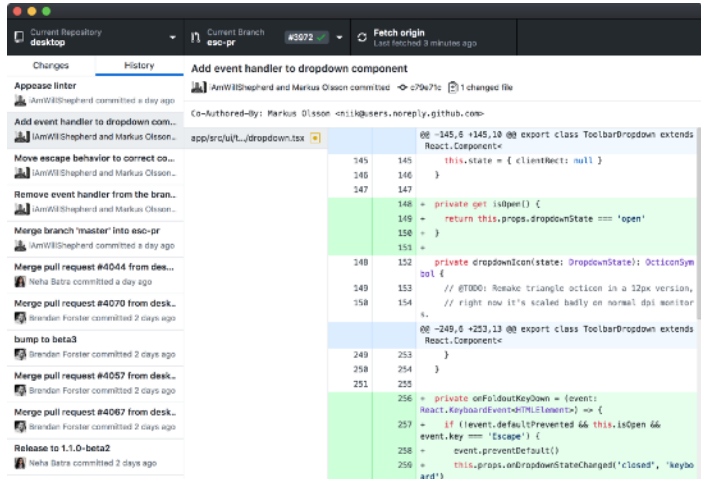 Current Repository
desktop
Current Branch
esc-pr
#3972
Fetch origin
Last fetched 3 minutes ago
Changes
History
Appease linter
iAmWillShepherd committed a day ago
Add event handler to dropdown com...
iAmWillShepherd and Markus Olsson...
Move escape behavior to correct co...
iAmWillShepherd and Markus Olsson...
Remove event handler from the bran...
iAmWillShepherd and Markus Olsson...
Merge branch 'master' into esc-pr
iAmWillShepherd committed a day ago
Merge pull request #4044 from des...
Neha Batra committed a day ago
Merge pull request #4070 from desk...
Brendan Forster committed 2 days ago
bump to beta3
Brendan Forster committed 2 days ago
Merge pull request #4057 from desk...
Brendan Forster committed 2 days ago
Merge pull request #4067 from desk...
Brendan Forster committed 2 days ago
Release to 1.1.0-beta2
Neha Batra committed 2 days ago
Add event handler to dropdown component
iAmWillShepherd and Markus Olsson committed c79e71c 1 changed file
Co-Authored-By: Markus Olsson <niik@users.noreply.github.com>
app/src/ui/t.../dropdown.tsx
@@ -145,6 +145,10 @@ export class ToolbarDropdown extends
React.Component<
145 145 this.state = { clientRect: null }
146 146 }
147 147
148 + private get isOpen() {
149 + return this.props.dropdownState === 'open'
150 + }
151 +
148 152 private dropdownIcon(state: DropdownState): OcticonSym
bol {
149 153 // @TODO: Remake triangle octicon in a 12px version,
150 154 // right now it's scaled badly on normal dpi monitor
s.
@@ -249,6 +253,13 @@ export class ToolbarDropdown extends
React.Component<
249 253 }
250 254 }
251 255
256 + private onFoldoutKeyDown = (event:
React.KeyboardEvent<HTMLElement>) => {
257 + if (!event.defaultPrevented && this.isOpen &&
event.key === 'Escape') {
258 + event.preventDefault()
259 + this.props.onDropdownStateChanged('closed', 'keybo
ard')